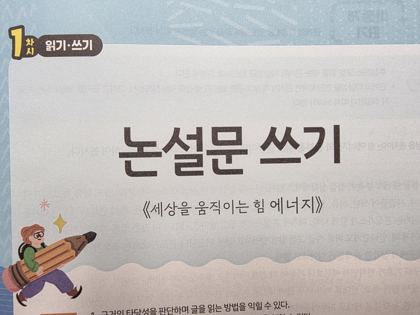 1차시 읽기·쓰기
논설문 쓰기
《세상을 움직이는 힘 에너지》
1. 근거의 타당성을 판단하며 글을 읽는 방법을 익힐 수 있다.